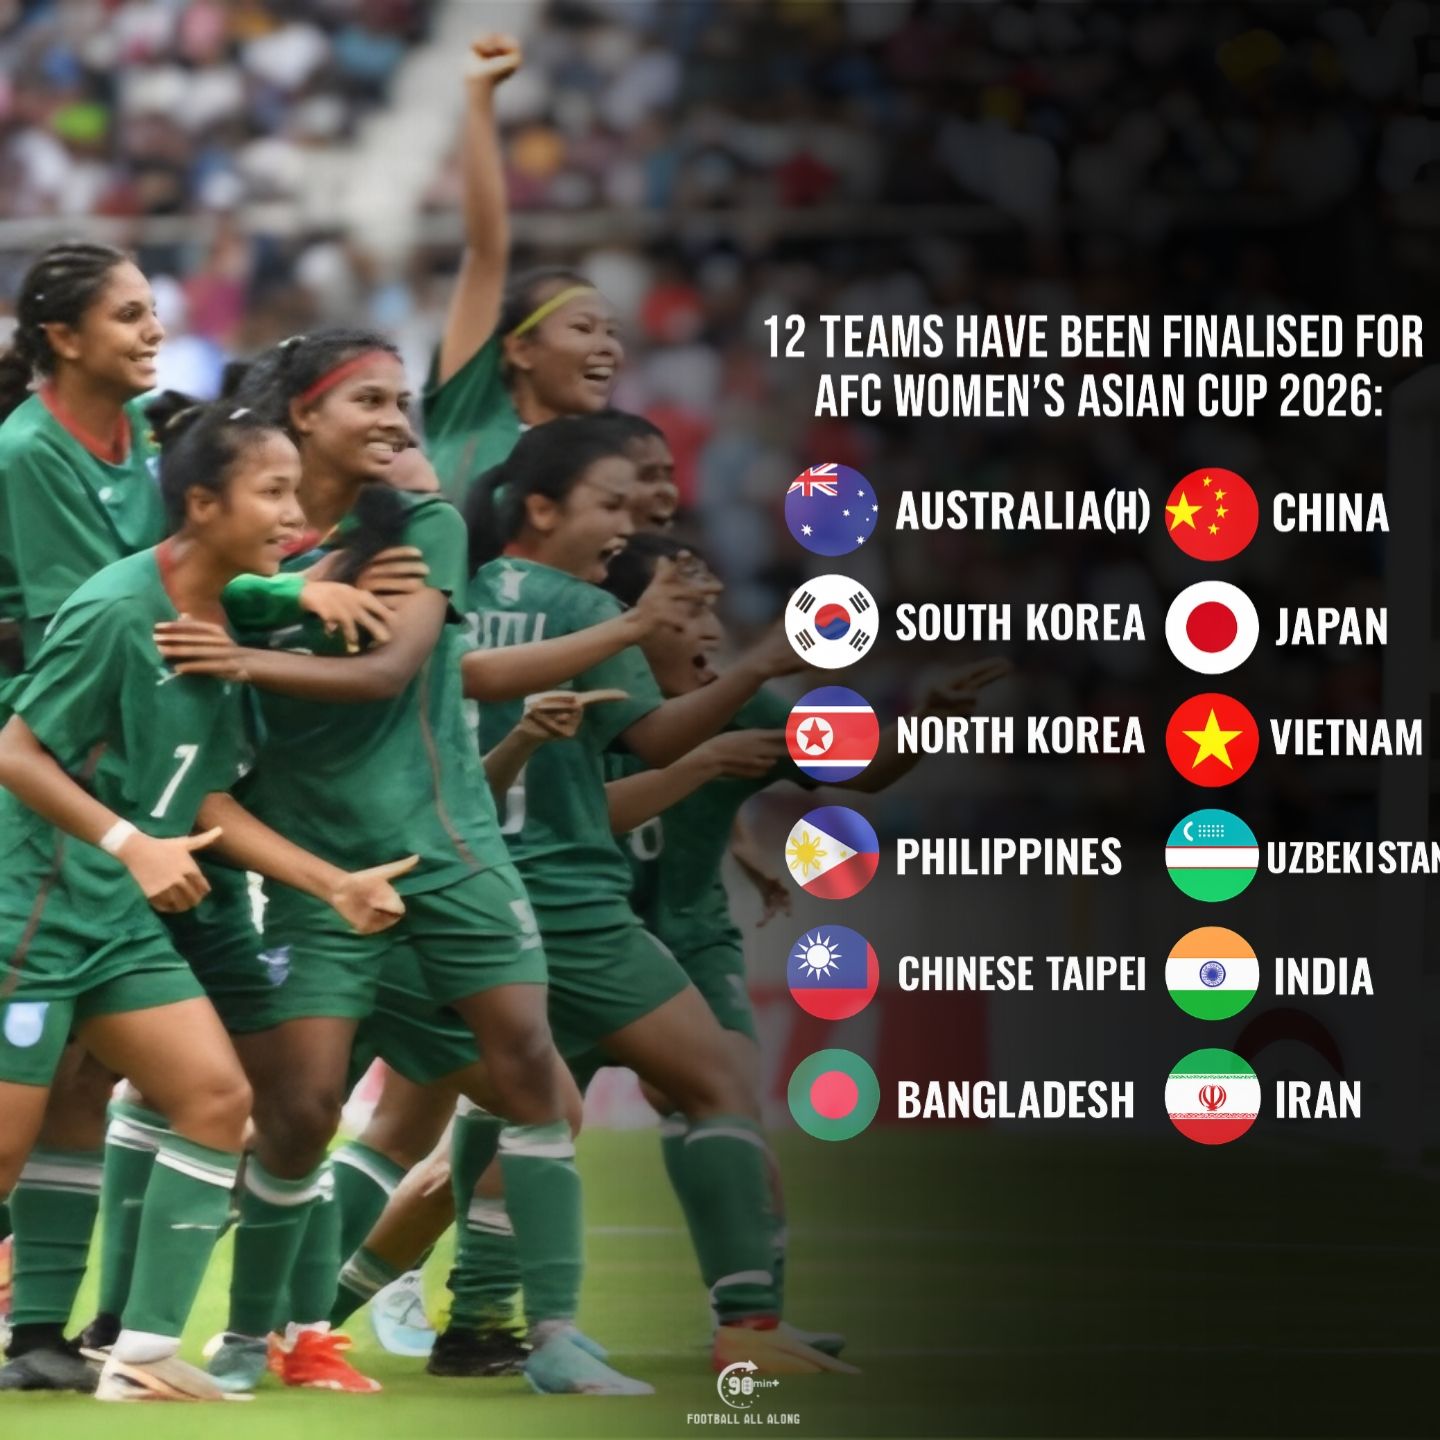 12 TEAMS HAVE BEEN FINALISED FOR
AFC WOMEN'S ASIAN CUP 2026:
AUSTRALIA(H)
CHINA
SOUTH KOREA
JAPAN
NORTH KOREA
VIETNAM
PHILIPPINES
UZBEKISTAN
CHINESE TAIPEI
INDIA
BANGLADESH
IRAN
7
90min+
FOOTBALL ALL ALONG